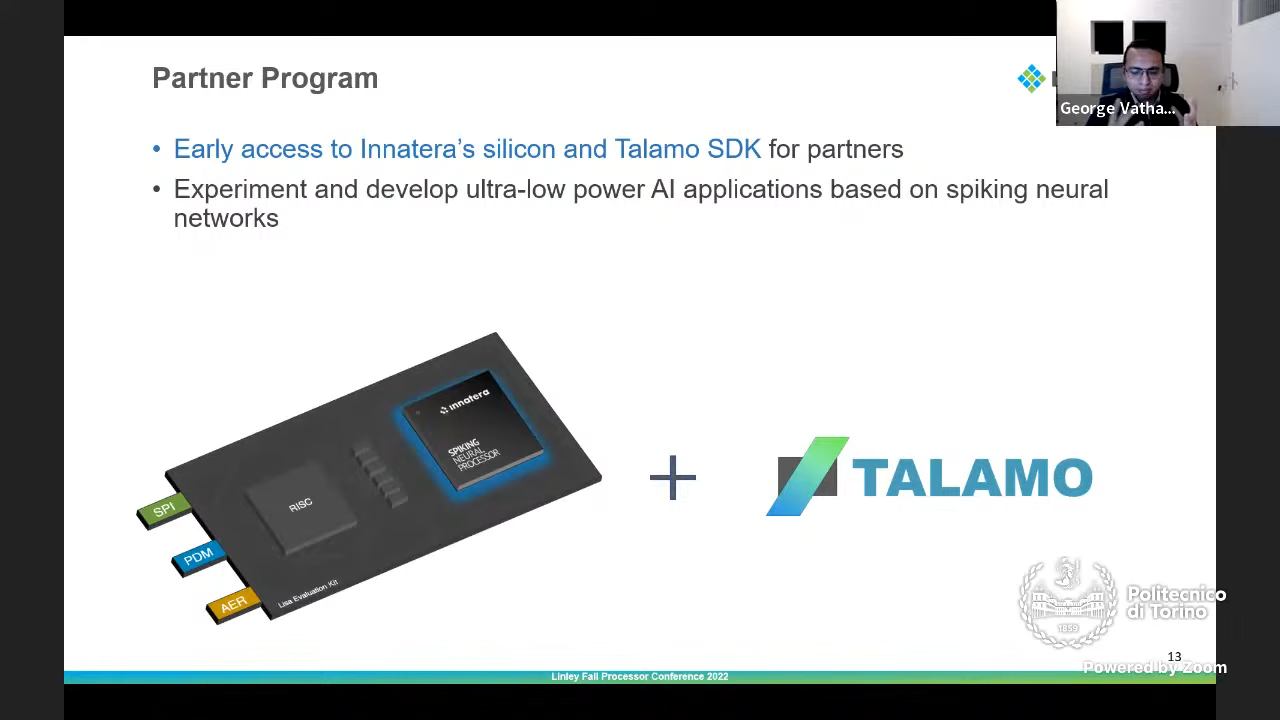 Partner Program
George Vatha...
• Early access to Innatera's silicon and Talamo SDK for partners
• Experiment and develop ultra-low power AI applications based on spiking neural
networks
innatera
SPIKING
NEURAL
PROCESSOR
RISC
SPI
PDM
AER
Lisa Evaluation Kit
+
TALAMO
Politecnico
di Torino
1859
13
Powered by Zoom
Linley Fall Processor Conference 2022